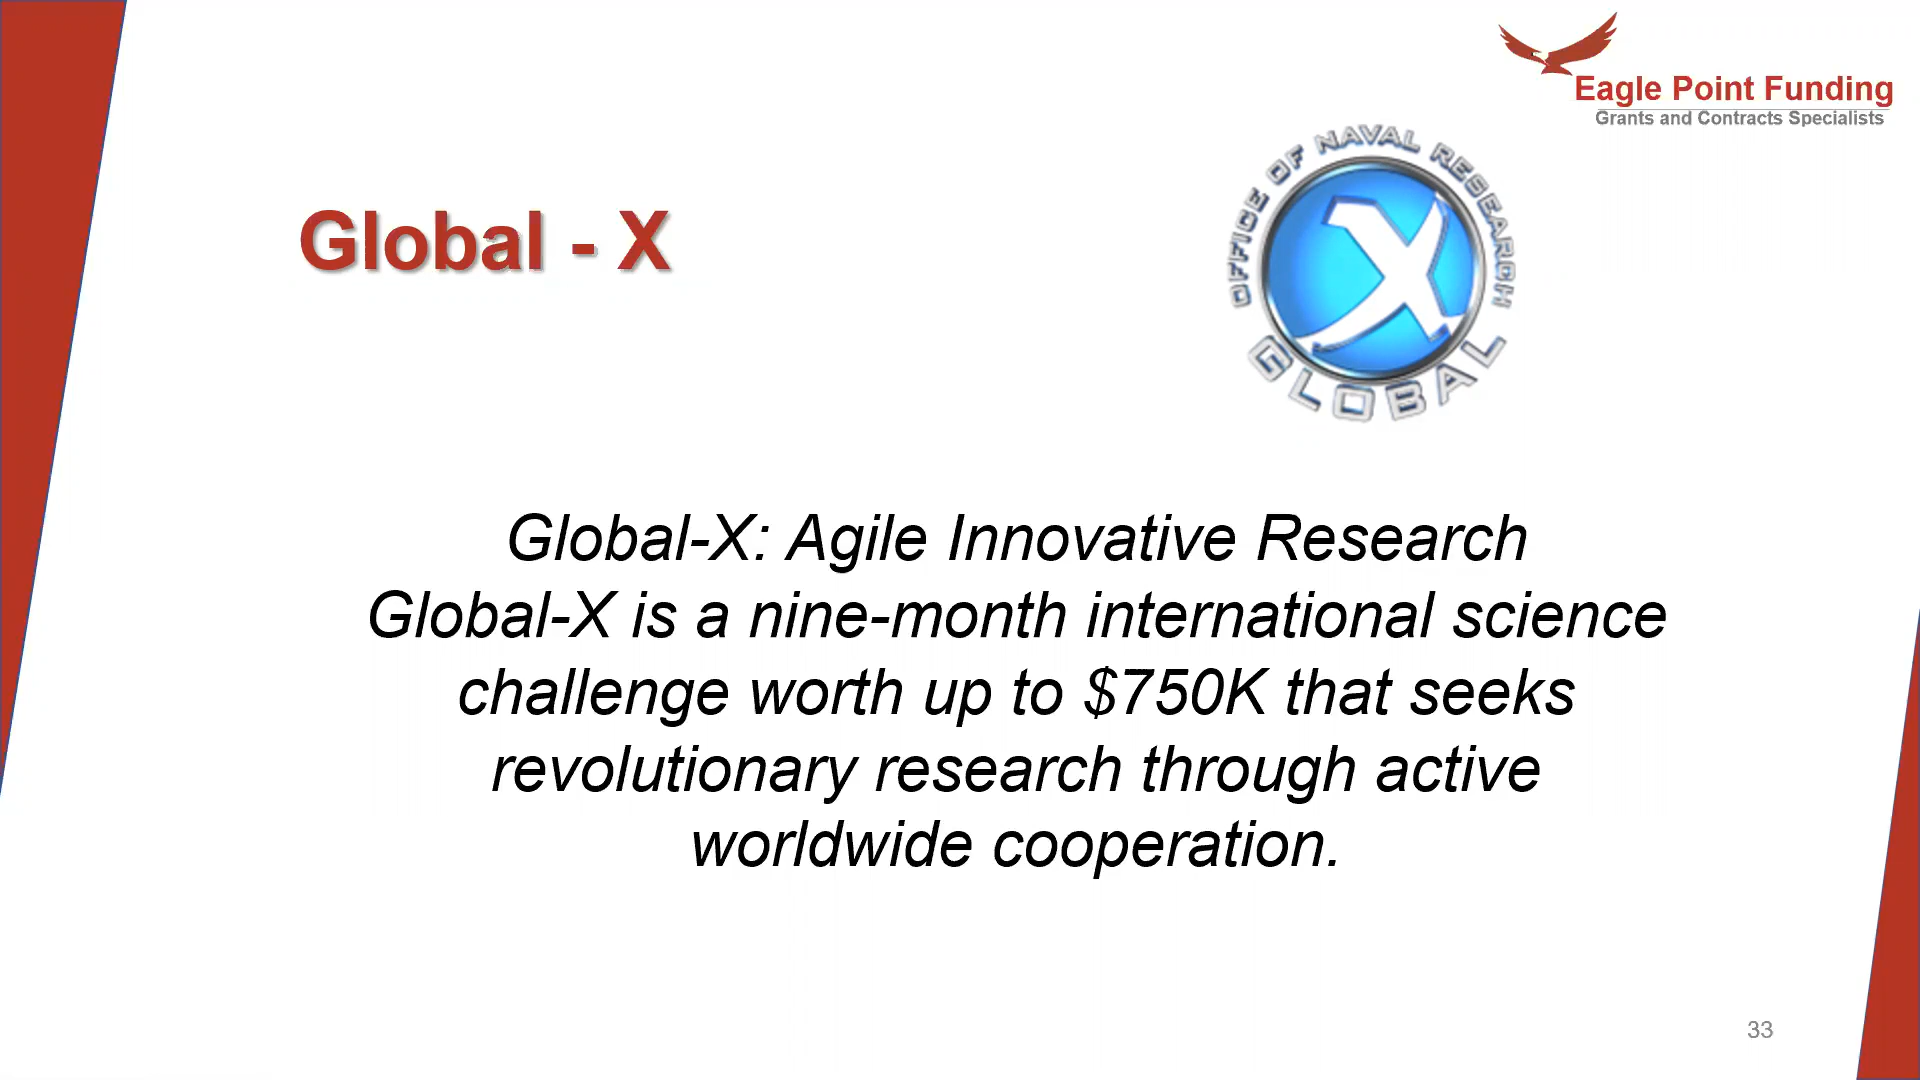 Eagle Point Funding
Grants and Contracts Specialists
OFFICE OF NAVAL RESEARCH
GLOBAL
Global - X
Global-X: Agile Innovative Research
Global-X is a nine-month international science
challenge worth up to $750K that seeks
revolutionary research through active
worldwide cooperation.
33